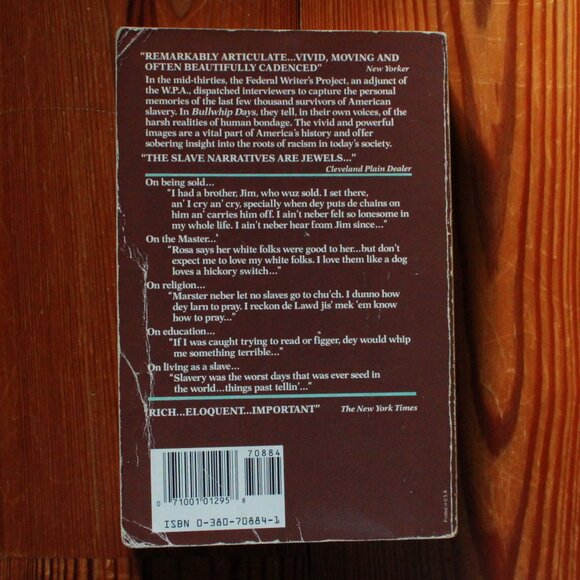 "REMARKABLY ARTICULATE...VIVID, MOVING AND
OFTEN BEAUTIFULLY CADENCED" New Yorker
In the mid-thirties, the Federal Writer's Project, an adjunct of
the W.P.A., dispatched interviewers to capture the personal
memories of the last few thousand survivors of American
slavery. In Bullwhip Days, they tell, in their own voices, of the
harsh realities of human bondage. The vivid and powerful
images are a vital part of America's history and offer
sobering insight into the roots of racism in today's society.
"THE SLAVE NARRATIVES ARE JEWELS..."
Cleveland Plain Dealer
On being sold...
"I had a brother, Jim, who wuz sold. I set there,
an' I cry an' cry, specially when dey puts de chains on
him an' carries him off. I ain't neber felt so lonesome in
my whole life. I ain't neber hear from Jim since..."
On the Master...
"Rosa says her white folks were good to her...but don't
expect me to love my white folks. I love them like a dog
loves a hickory switch..."
On religion...
"Marster neber let no slaves go to chu'ch. I dunno how
dey larn to pray. I reckon de Lawd jis' mek 'em know
how to pray..."
On education...
"If I was caught trying to read or figger, dey would whip
me something terrible..."
On living as a slave...
"Slavery was the worst days that was ever seed in
the world...things past tellin'..."
RICH...ELOQUENT...IMPORTANT" The New York Times
70884
0 71001 01295 8
ISBN 0-380-70884-1
Printed in U.S.A.